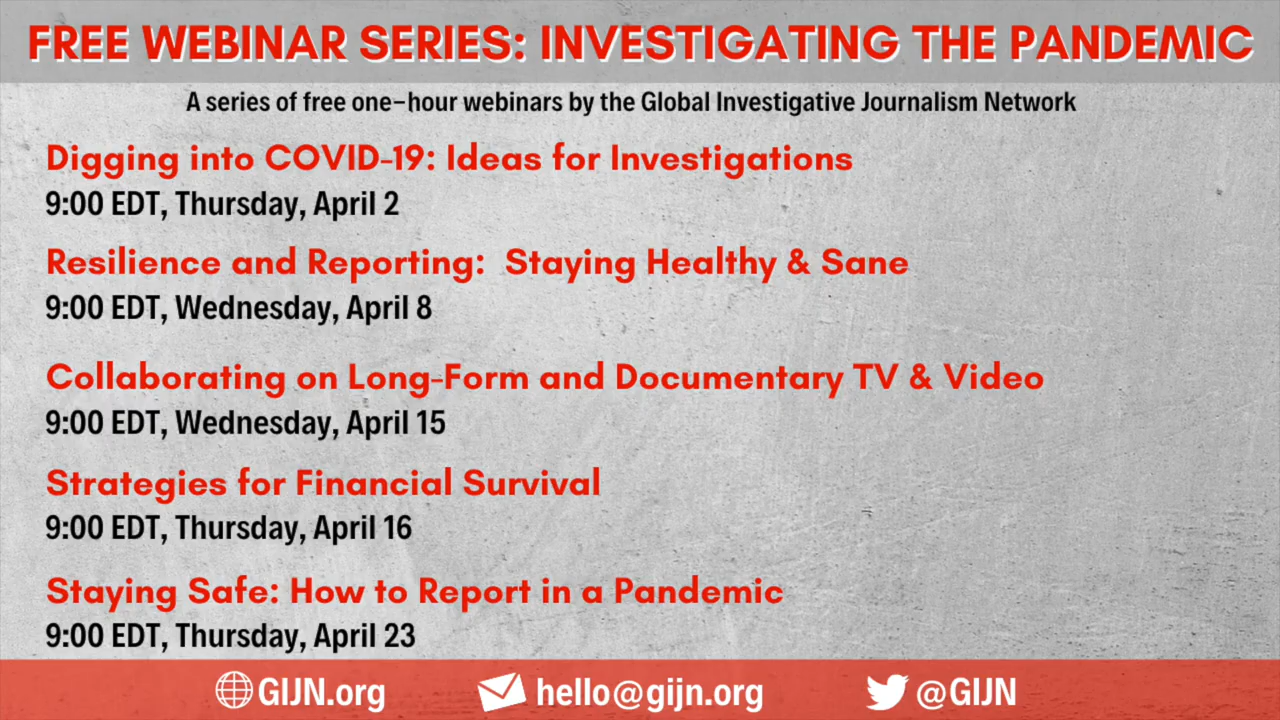 FREE WEBINAR SERIES: INVESTIGATING THE PANDEMIC
A series of free one-hour webinars by the Global Investigative Journalism Network
Digging into COVID-19: Ideas for Investigations
9:00 EDT, Thursday, April 2
Resilience and Reporting: Staying Healthy & Sane
9:00 EDT, Wednesday, April 8
Collaborating on Long-Form and Documentary TV & Video
9:00 EDT, Wednesday, April 15
Strategies for Financial Survival
9:00 EDT, Thursday, April 16
Staying Safe: How to Report in a Pandemic
9:00 EDT, Thursday, April 23
GIJN.org hello@gijn.org @GIJN